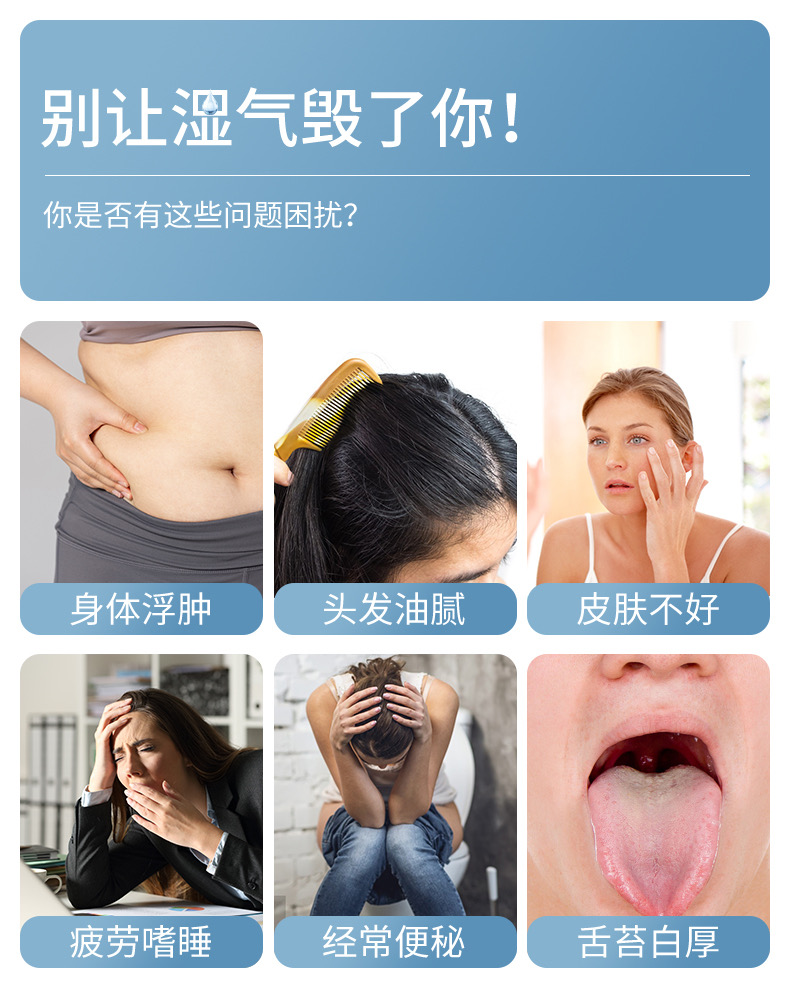 别让湿气毁了你！
你是否有这些问题困扰？
身体浮肿
头发油腻
皮肤不好
疲劳嗜睡
经常便秘
舌苔白厚